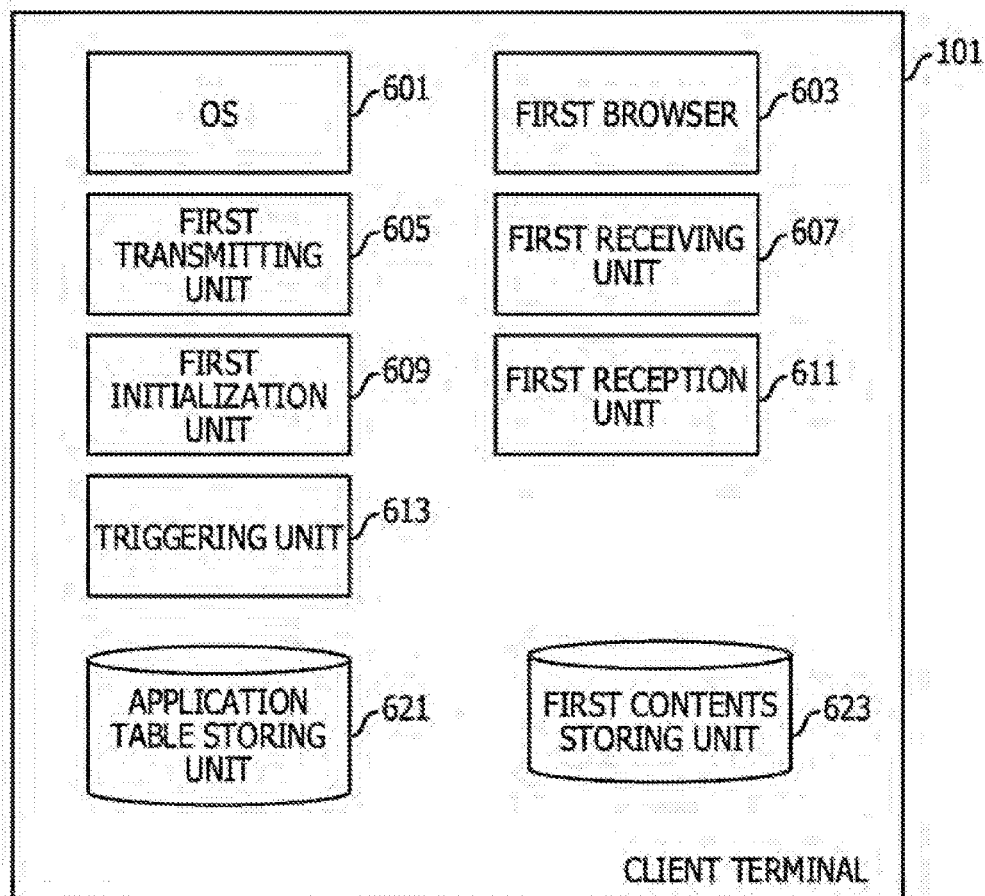 101
OS
601
FIRST BROWSER
603
FIRST
TRANSMITTING
UNIT
605
FIRST RECEIVING
UNIT
607
FIRST
INITIALIZATION
UNIT
609
FIRST RECEPTION
UNIT
611
TRIGGERING UNIT
613
APPLICATION
TABLE STORING
UNIT
621
FIRST CONTENTS
STORING UNIT
623
CLIENT TERMINAL